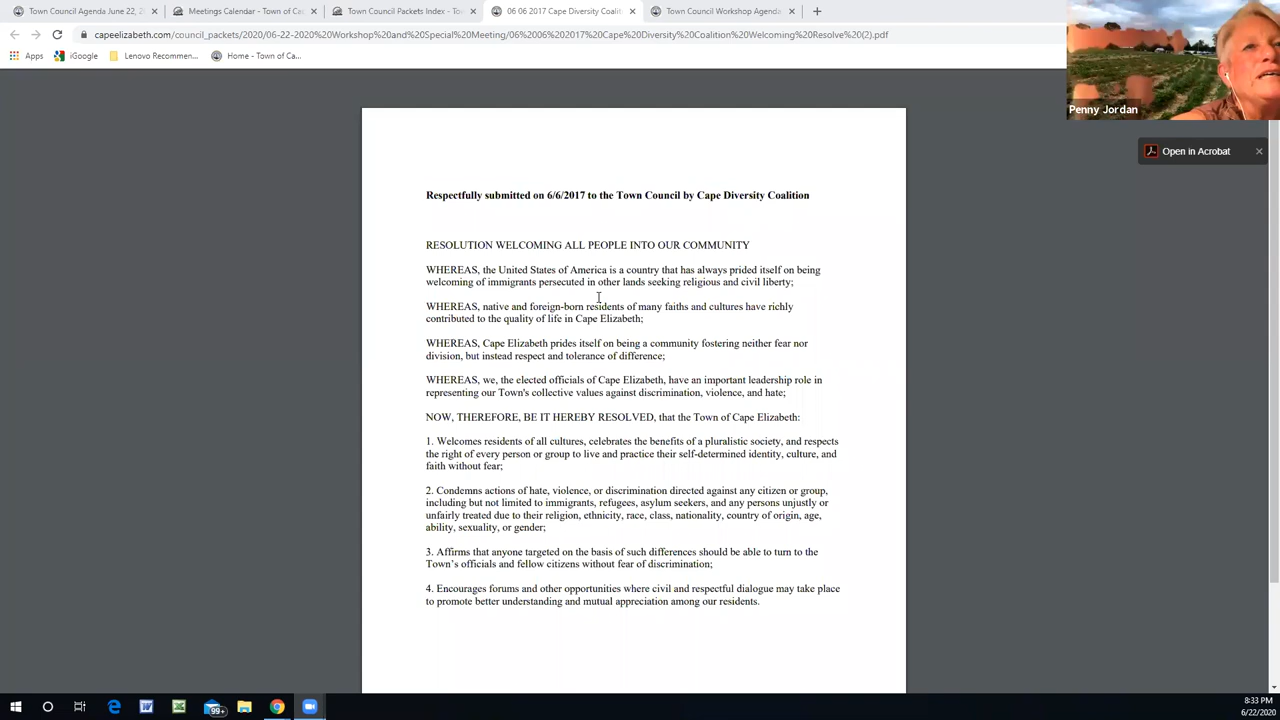 Town Council Agenda June 22, 2
Meetings Calendar - Town of Ca
Town Council Packets Index - To
06 06 2017 Cape Diversity Coaliti
Town Council Workshop Agenda
capeelizabeth.com/council_packets/2020/06-22-2020%20Workshop%20and%20Special%20Meeting/06%2006%202017%20Cape%20Diversity%20Coalition%20Welcoming%20Resolve%20(2).pdf
Apps
iGoogle
Lenovo Recommen...
Home - Town of Ca...
Penny Jordan
Open in Acrobat
Respectfully submitted on 6/6/2017 to the Town Council by Cape Diversity Coalition
RESOLUTION WELCOMING ALL PEOPLE INTO OUR COMMUNITY
WHEREAS, the United States of America is a country that has always prided itself on being
welcoming of immigrants persecuted in other lands seeking religious and civil liberty;
WHEREAS, native and foreign-born residents of many faiths and cultures have richly
contributed to the quality of life in Cape Elizabeth;
WHEREAS, Cape Elizabeth prides itself on being a community fostering neither fear nor
division, but instead respect and tolerance of difference;
WHEREAS, we, the elected officials of Cape Elizabeth, have an important leadership role in
representing our Town's collective values against discrimination, violence, and hate;
NOW, THEREFORE, BE IT HEREBY RESOLVED, that the Town of Cape Elizabeth:
1. Welcomes residents of all cultures, celebrates the benefits of a pluralistic society, and respects
the right of every person or group to live and practice their self-determined identity, culture, and
faith without fear;
2. Condemns actions of hate, violence, or discrimination directed against any citizen or group,
including but not limited to immigrants, refugees, asylum seekers, and any persons unjustly or
unfairly treated due to their religion, ethnicity, race, class, nationality, country of origin, age,
ability, sexuality, or gender;
3. Affirms that anyone targeted on the basis of such differences should be able to turn to the
Town's officials and fellow citizens without fear of discrimination;
4. Encourages forums and other opportunities where civil and respectful dialogue may take place
to promote better understanding and mutual appreciation among our residents.
99+
8:33 PM
6/22/2020